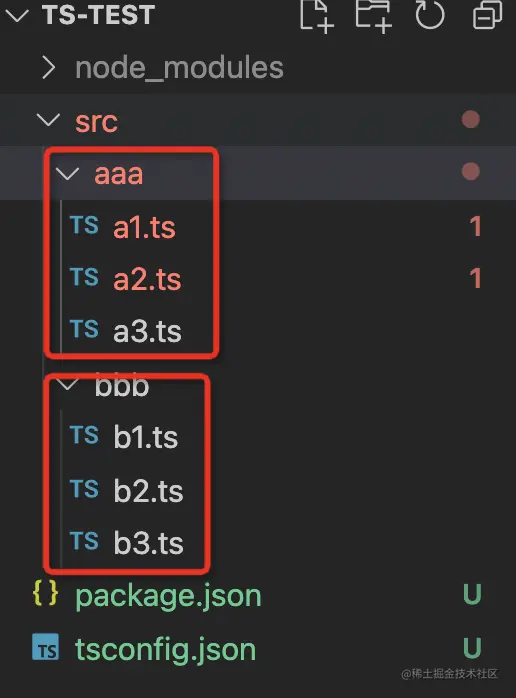 TS-TEST
node_modules
src
aaa
TS a1.ts 1
TS a2.ts 1
TS a3.ts
bbb
TS b1.ts
TS b2.ts
TS b3.ts
{} package.json U
TS tsconfig.json U
@稀土掘金技术社区